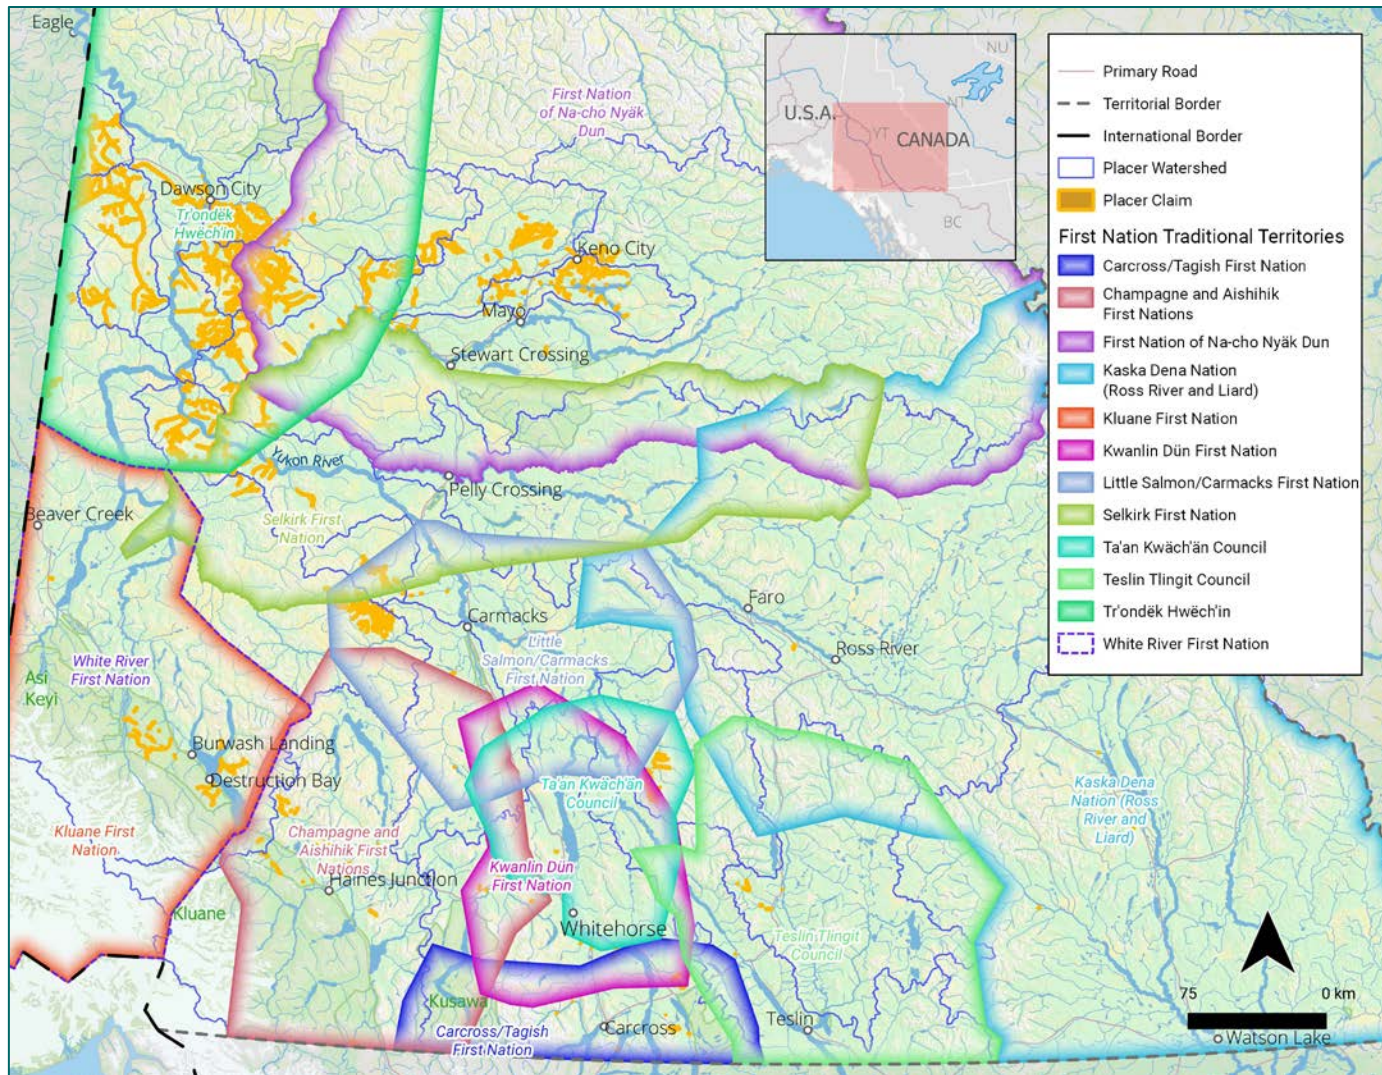 Eagle
First Nation
of Na-cho Nyäk
Dun
Dawson City
Tr'ondëk
Hwëch'in
Keno City
Mayo
Stewart Crossing
Yukon River
Pelly Crossing
Beaver Creek
Selkirk First
Nation
Carmacks
Faro
Little
Salmon/Carmacks
First Nation
Ross River
White River
First Nation
Asi
Keyi
Burwash Landing
Destruction Bay
Ta'an Kwäch'än
Council
Kaska Dena
Nation (Ross
River and
Liard)
Kluane First
Nation
Champagne and
Aishihik First
Nations
Haines Junction
Kwanlin Dün
First Nation
Kluane
Whitehorse
Teslin Tlingit
Council
Kusawa
Carcross/Tagish
First Nation
Carcross
Teslin
Watson Lake
75 0 km
NU
NT
U.S.A.
YT
CANADA
BC
Primary Road
Territorial Border
International Border
Placer Watershed
Placer Claim
First Nation Traditional Territories
Carcross/Tagish First Nation
Champagne and Aishihik
First Nations
First Nation of Na-cho Nyäk Dun
Kaska Dena Nation
(Ross River and Liard)
Kluane First Nation
Kwanlin Dün First Nation
Little Salmon/Carmacks First Nation
Selkirk First Nation
Ta'an Kwäch'än Council
Teslin Tlingit Council
Tr'ondëk Hwëch'in
White River First Nation